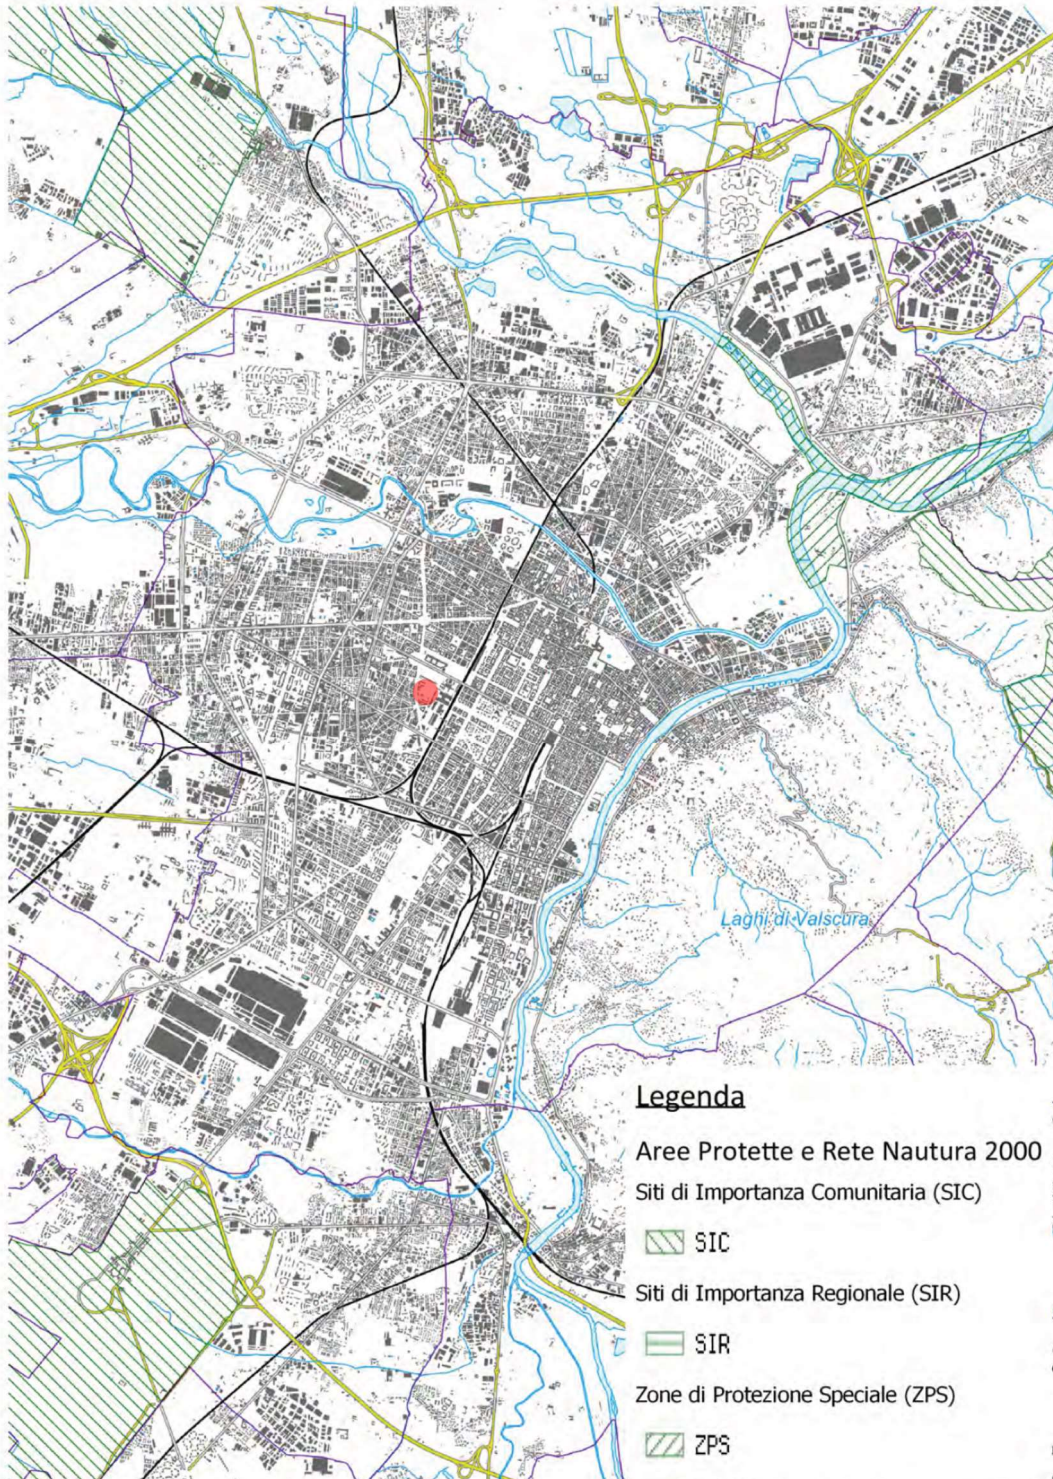 Laghi di Valscura
Legenda
Aree Protette e Rete Nautura 2000
Siti di Importanza Comunitaria (SIC)
SIC
Siti di Importanza Regionale (SIR)
SIR
Zone di Protezione Speciale (ZPS)
ZPS